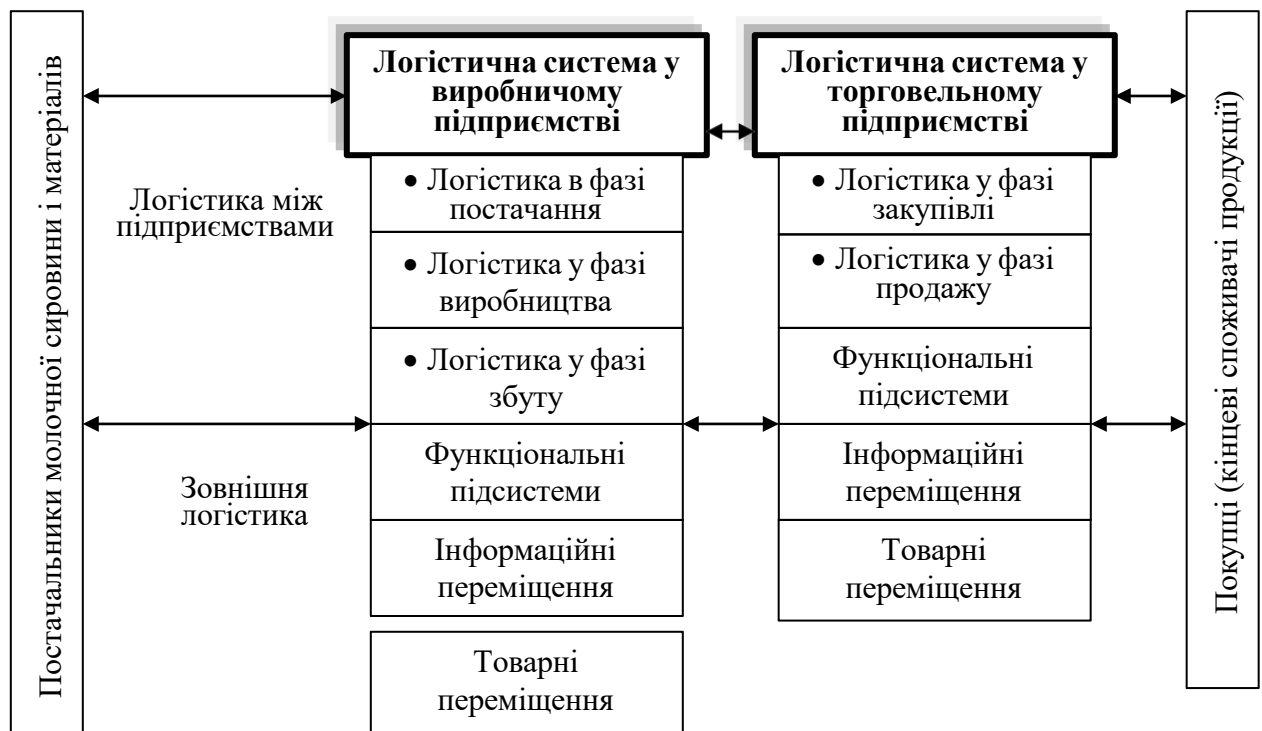 Постачальники молочної сировини і матеріалів
Логістика між
підприємствами
Зовнішня
логістика
Логістична система у
виробничому
підприємстві
• Логістика в фазі
постачання
• Логістика у фазі
виробництва
• Логістика у фазі
збуту
Функціональні
підсистеми
Інформаційні
переміщення
Товарні
переміщення
Логістична система у
торговельному
підприємстві
• Логістика у фазі
закупівлі
• Логістика у фазі
продажу
Функціональні
підсистеми
Інформаційні
переміщення
Товарні
переміщення
Покупці (кінцеві споживачі продукції)